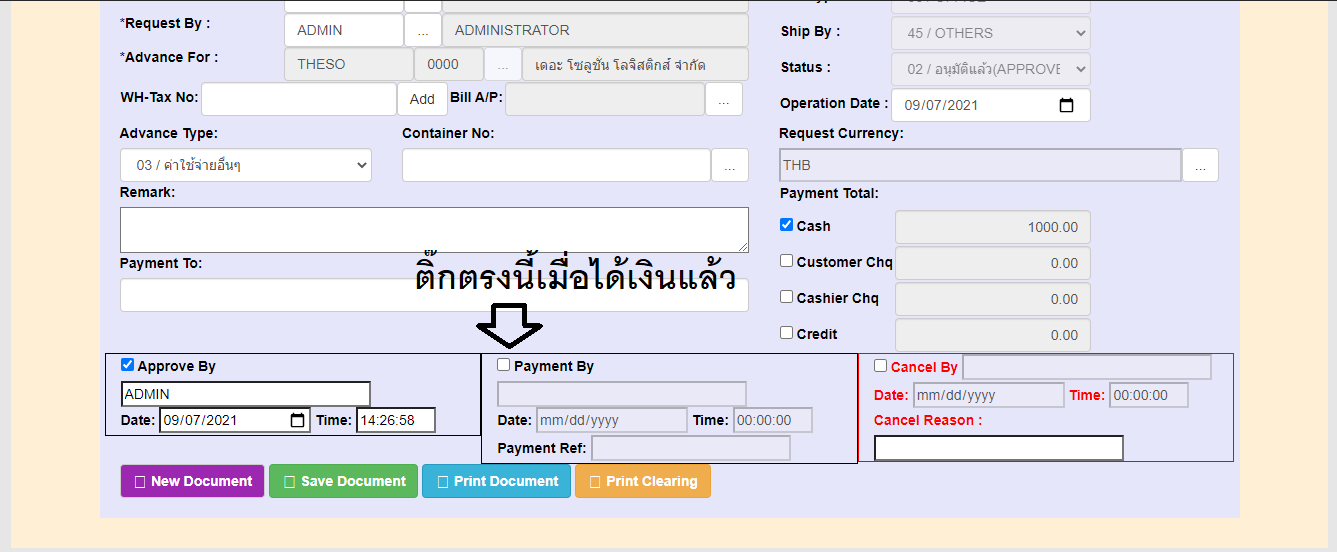 *Request By : ADMIN ... ADMINISTRATOR
Ship By : 45 / OTHERS
*Advance For : THESO 0000 ... เดอะ โซลูชั่น โลจิสติกส์ จำกัด
Status : 02 / อนุมัติแล้ว(APPROVE
WH-Tax No: Add Bill A/P: ...
Operation Date : 09/07/2021
Advance Type: Container No: Request Currency:
03 / ค่าใช้จ่ายอื่นๆ ... THB ...
Remark:
Payment Total:
Cash 1000.00
Payment To:
ติ๊กตรงนี้เมื่อได้เงินแล้ว
Customer Chq 0.00
Cashier Chq 0.00
Credit 0.00
Approve By
ADMIN
Date: 09/07/2021 Time: 14:26:58
Payment By
Date: mm/dd/yyyy Time: 00:00:00
Payment Ref:
Cancel By
Date: mm/dd/yyyy Time: 00:00:00
Cancel Reason :
New Document Save Document Print Document Print Clearing